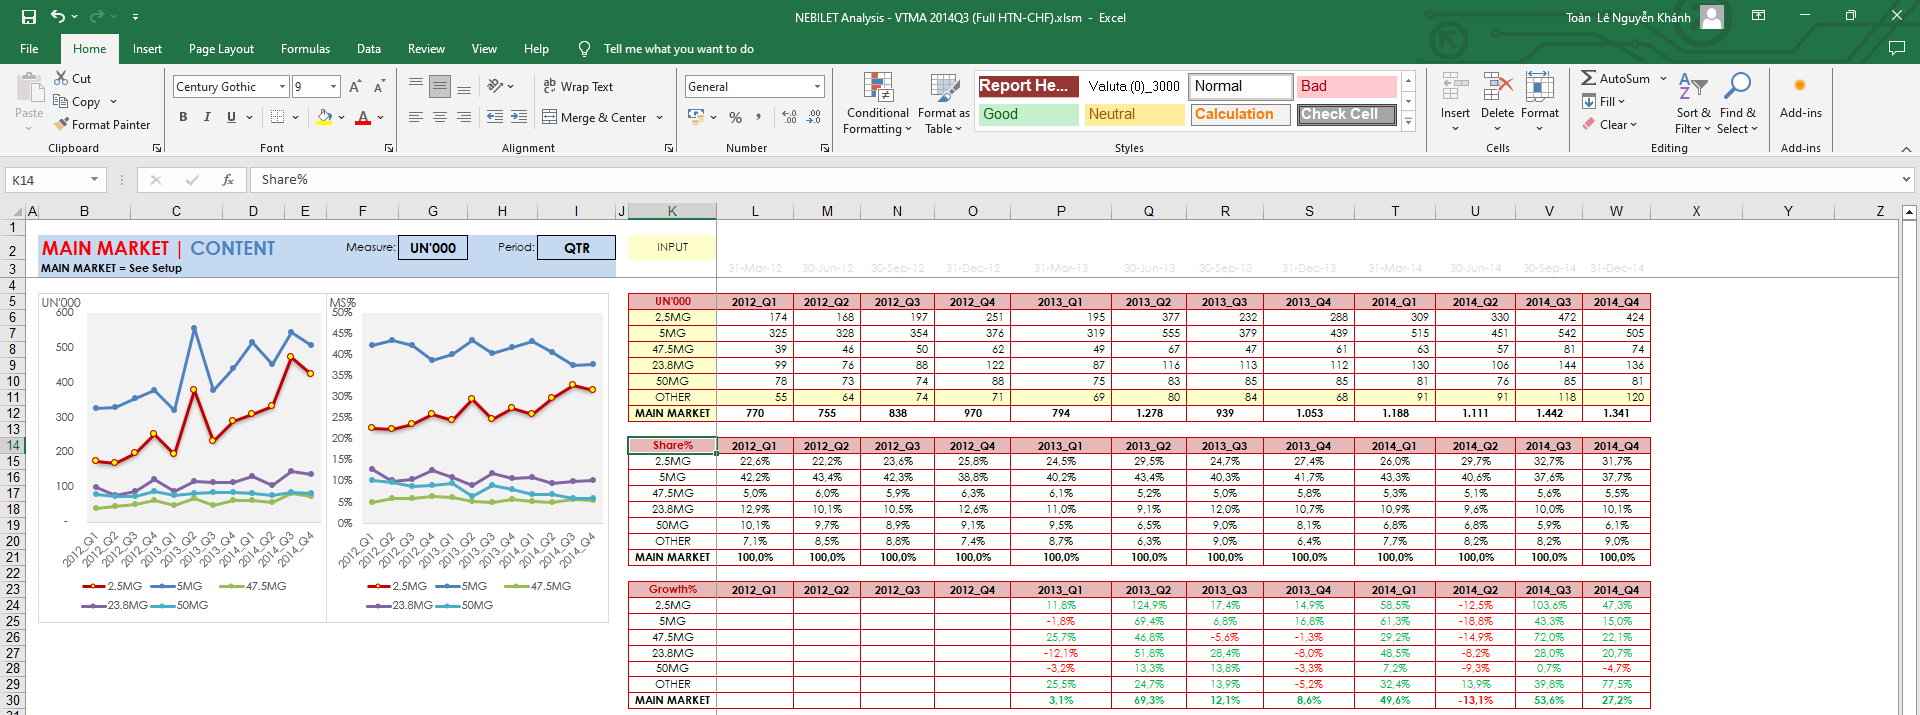 NEBILET Analysis - VTMA 2014Q3 (Full HTN-CHF).xlsm - Excel
Toàn Lê Nguyễn Khánh
File Home Insert Page Layout Formulas Data Review View Help Tell me what you want to do
Paste
Cut
Copy
Format Painter
Clipboard
Century Gothic 9
B I U
Font
Wrap Text
Merge & Center
Alignment
General
%
Number
Conditional Formatting
Format as Table
Report He... Valuta (0)_3000 Normal Bad
Good Neutral Calculation Check Cell
Styles
Insert Delete Format
Cells
AutoSum
Fill
Clear
Sort & Filter
Find & Select
Editing
Add-ins
Add-ins
K14 fx Share%
A B C D E F G H I J K L M N O P Q R S T U V W X Y Z
1
2 MAIN MARKET | CONTENT Measure: UN'000 Period: QTR INPUT
3 MAIN MARKET = See Setup 31-Mar-12 30-Jun-12 30-Sep-12 31-Dec-12 31-Mar-13 30-Jun-13 30-Sep-13 31-Dec-13 31-Mar-14 30-Jun-14 30-Sep-14 31-Dec-14
4
UN'000
600
500
400
300
200
100
-
2012_Q1 2012_Q2 2012_Q3 2012_Q4 2013_Q1 2013_Q2 2013_Q3 2013_Q4 2014_Q1 2014_Q2 2014_Q3 2014_Q4
2.5MG 5MG 47.5MG
23.8MG 50MG
MS%
50%
45%
40%
35%
30%
25%
20%
15%
10%
5%
0%
2012_Q1 2012_Q2 2012_Q3 2012_Q4 2013_Q1 2013_Q2 2013_Q3 2013_Q4 2014_Q1 2014_Q2 2014_Q3 2014_Q4
2.5MG 5MG 47.5MG
23.8MG 50MG
5 UN'000 2012_Q1 2012_Q2 2012_Q3 2012_Q4 2013_Q1 2013_Q2 2013_Q3 2013_Q4 2014_Q1 2014_Q2 2014_Q3 2014_Q4
6 2.5MG 174 168 197 251 195 377 232 288 309 330 472 424
7 5MG 325 328 354 376 319 555 379 439 515 451 542 505
8 47.5MG 39 46 50 62 49 67 47 61 63 57 81 74
9 23.8MG 99 76 88 122 87 116 113 112 130 106 144 136
10 50MG 78 73 74 88 75 83 85 85 81 76 85 81
11 OTHER 55 64 74 71 69 80 84 68 91 91 118 120
12 MAIN MARKET 770 755 838 970 794 1.278 939 1.053 1.188 1.111 1.442 1.341
13
14 Share% 2012_Q1 2012_Q2 2012_Q3 2012_Q4 2013_Q1 2013_Q2 2013_Q3 2013_Q4 2014_Q1 2014_Q2 2014_Q3 2014_Q4
15 2.5MG 22,6% 22,2% 23,6% 25,8% 24,5% 29,5% 24,7% 27,4% 26,0% 29,7% 32,7% 31,7%
16 5MG 42,2% 43,4% 42,3% 38,8% 40,2% 43,4% 40,3% 41,7% 43,3% 40,6% 37,6% 37,7%
17 47.5MG 5,0% 6,0% 5,9% 6,3% 6,1% 5,2% 5,0% 5,8% 5,3% 5,1% 5,6% 5,5%
18 23.8MG 12,9% 10,1% 10,5% 12,6% 11,0% 9,1% 12,0% 10,7% 10,9% 9,6% 10,0% 10,1%
19 50MG 10,1% 9,7% 8,9% 9,1% 9,5% 6,5% 9,0% 8,1% 6,8% 6,8% 5,9% 6,1%
20 OTHER 7,1% 8,5% 8,8% 7,4% 8,7% 6,3% 9,0% 6,4% 7,7% 8,2% 8,2% 9,0%
21 MAIN MARKET 100,0% 100,0% 100,0% 100,0% 100,0% 100,0% 100,0% 100,0% 100,0% 100,0% 100,0% 100,0%
22
23 Growth% 2012_Q1 2012_Q2 2012_Q3 2012_Q4 2013_Q1 2013_Q2 2013_Q3 2013_Q4 2014_Q1 2014_Q2 2014_Q3 2014_Q4
24 2.5MG 11,8% 124,9% 17,4% 14,9% 58,5% -12,5% 103,6% 47,3%
25 5MG -1,8% 69,4% 6,8% 16,8% 61,3% -18,8% 43,3% 15,0%
26 47.5MG 25,7% 46,8% -5,6% -1,3% 29,2% -14,9% 72,0% 22,1%
27 23.8MG -12,1% 51,8% 28,4% -8,0% 48,5% -8,2% 28,0% 20,7%
28 50MG -3,2% 13,3% 13,8% -3,3% 7,2% -9,3% 0,7% -4,7%
29 OTHER 25,5% 24,7% 13,9% -5,2% 32,4% 13,9% 39,8% 77,5%
30 MAIN MARKET 3,1% 69,3% 12,1% 8,6% 49,6% -13,1% 53,6% 27,2%